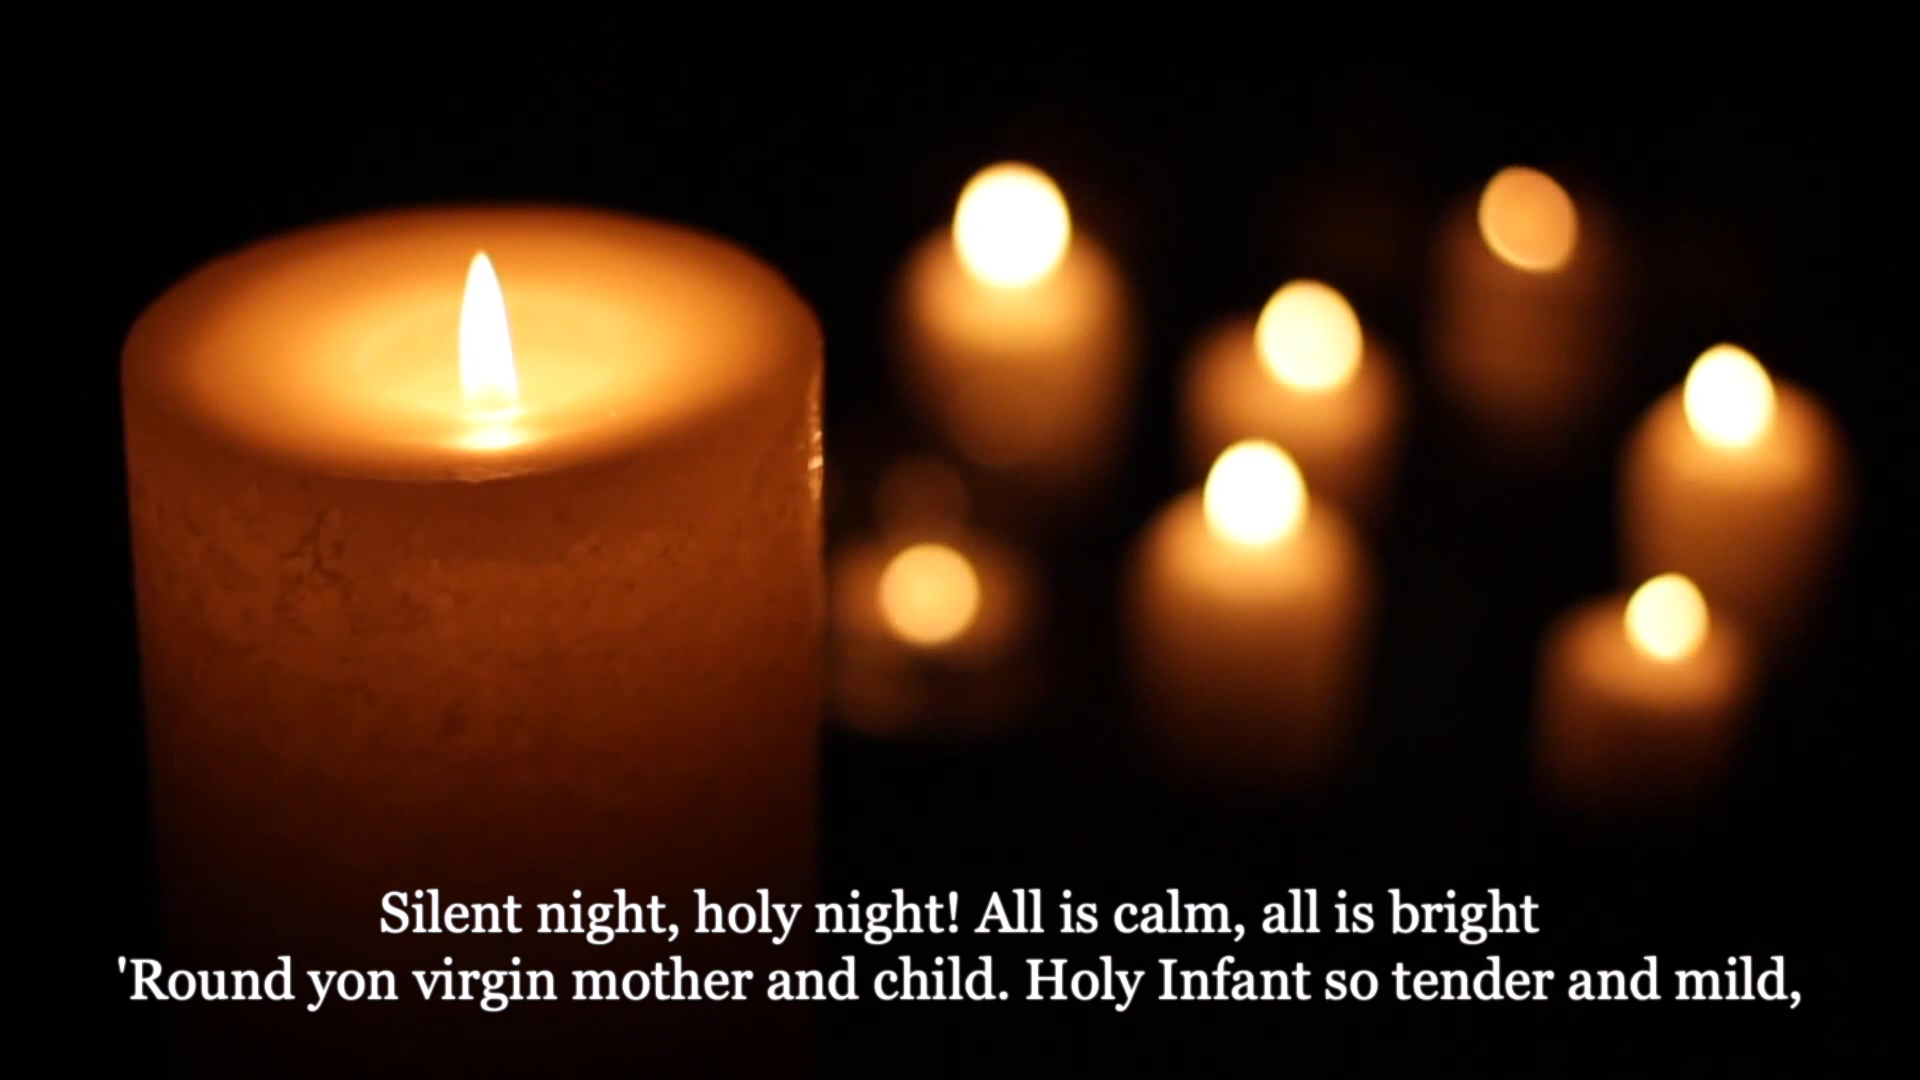 Silent night, holy night! All is calm, all is bright
'Round yon virgin mother and child. Holy Infant so tender and mild,